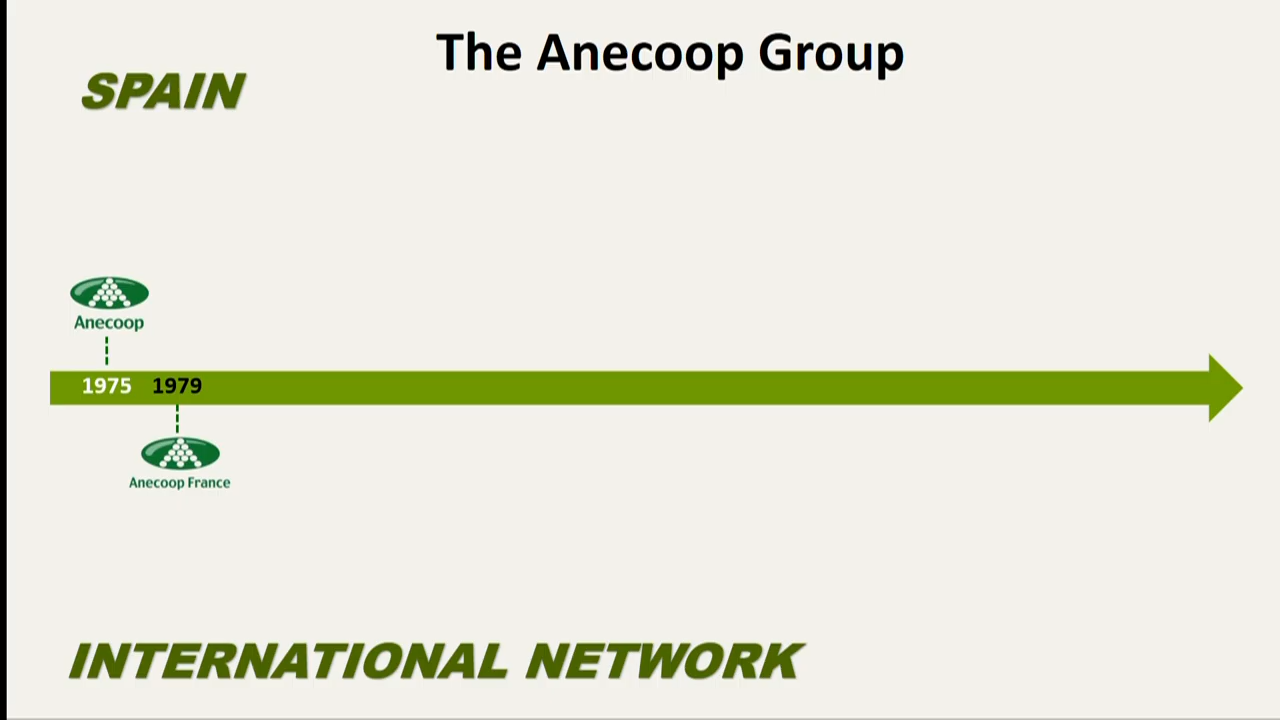 The Anecoop Group
SPAIN
Anecoop
1975 1979
Anecoop France
INTERNATIONAL NETWORK